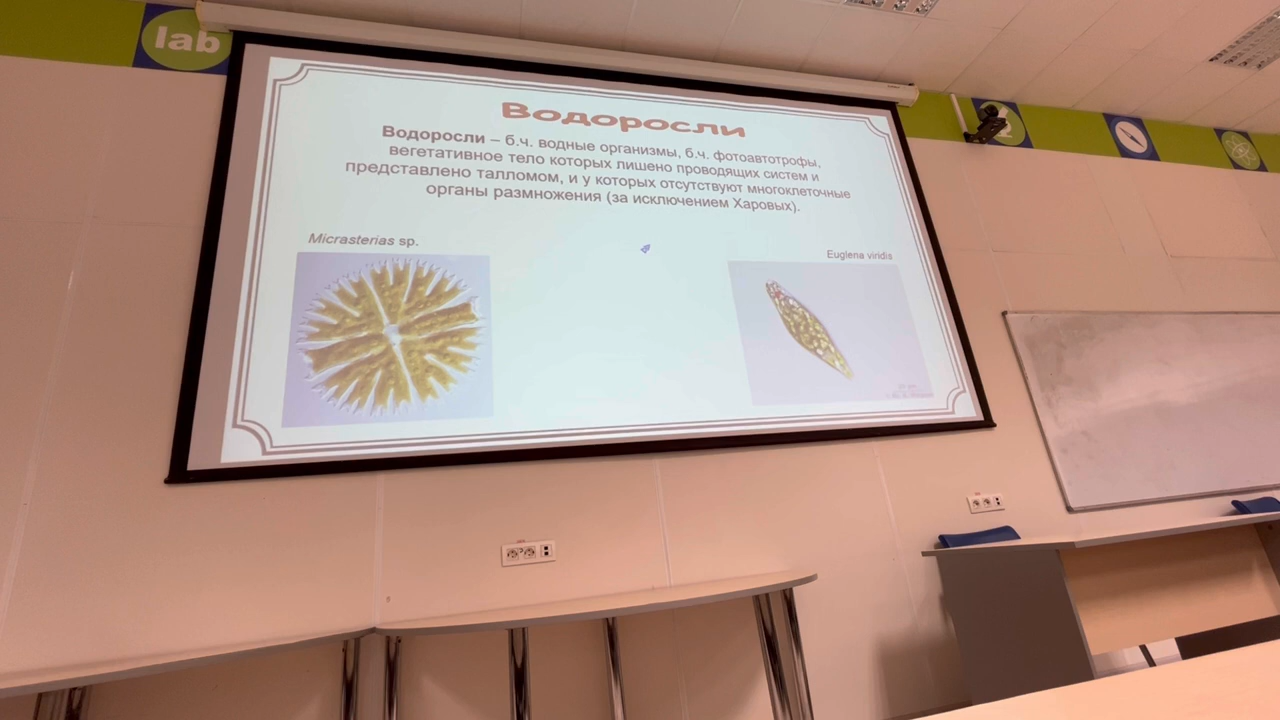 lab
Водоросли
Водоросли – б.ч. водные организмы, б.ч. фотоавтотрофы,
вегетативное тело которых лишено проводящих систем и
представлено талломом, и у которых отсутствуют многоклеточные
органы размножения (за исключением Харовых).
Micrasterias sp.
Euglena viridis